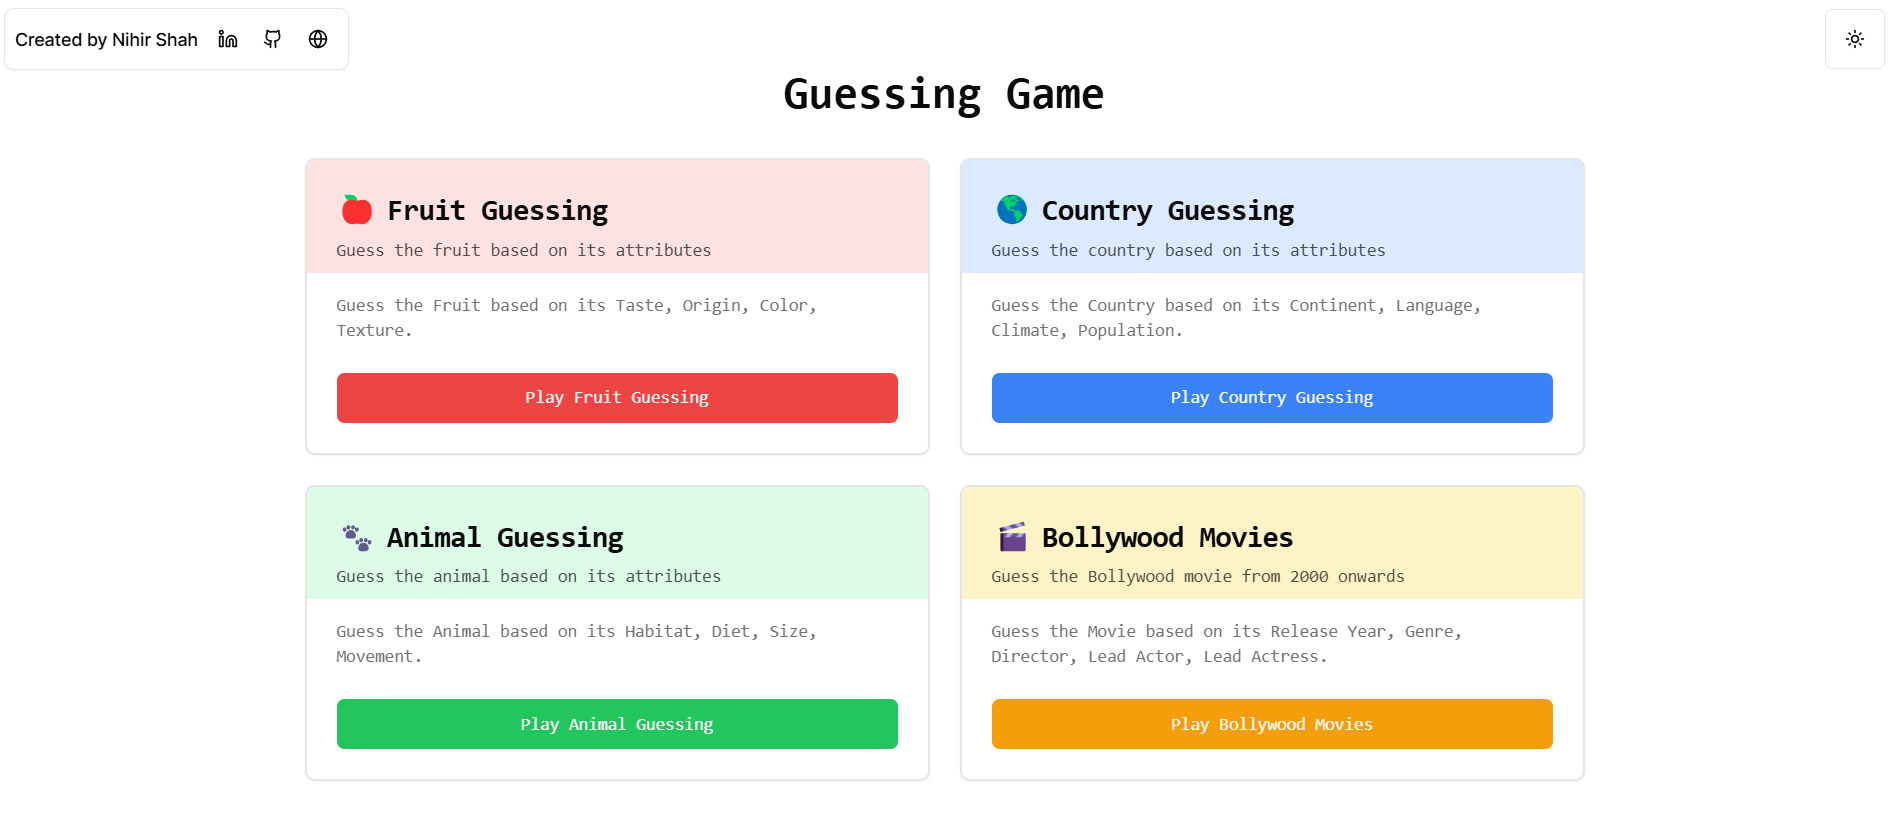 Created by Nihir Shah
Guessing Game
Fruit Guessing
Guess the fruit based on its attributes
Guess the Fruit based on its Taste, Origin, Color,
Texture.
Play Fruit Guessing
Country Guessing
Guess the country based on its attributes
Guess the Country based on its Continent, Language,
Climate, Population.
Play Country Guessing
Animal Guessing
Guess the animal based on its attributes
Guess the Animal based on its Habitat, Diet, Size,
Movement.
Play Animal Guessing
Bollywood Movies
Guess the Bollywood movie from 2000 onwards
Guess the Movie based on its Release Year, Genre,
Director, Lead Actor, Lead Actress.
Play Bollywood Movies